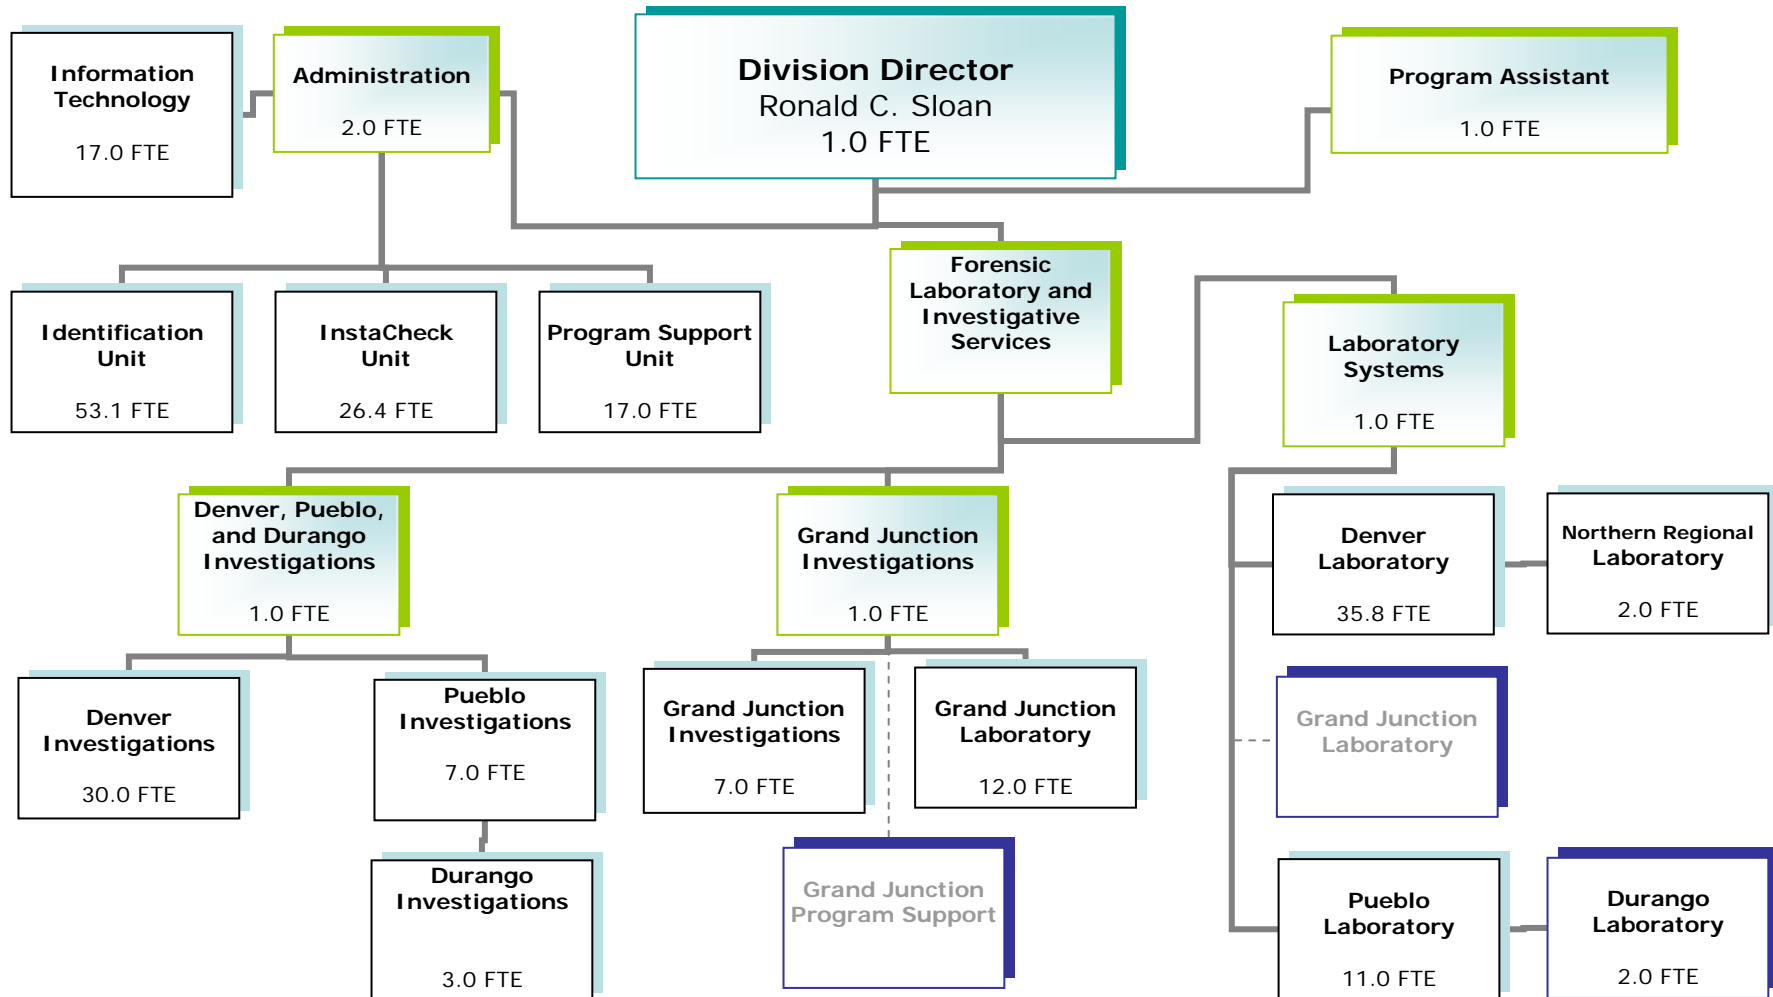 Information
Technology
17.0 FTE
Administration
2.0 FTE
Division Director
Ronald C. Sloan
1.0 FTE
Program Assistant
1.0 FTE
Identification
Unit
53.1 FTE
InstaCheck
Unit
26.4 FTE
Program Support
Unit
17.0 FTE
Forensic
Laboratory and
Investigative
Services
Laboratory
Systems
1.0 FTE
Denver, Pueblo,
and Durango
Investigations
1.0 FTE
Grand Junction
Investigations
1.0 FTE
Denver
Laboratory
35.8 FTE
Northern Regional
Laboratory
2.0 FTE
Denver
Investigations
30.0 FTE
Pueblo
Investigations
7.0 FTE
Grand Junction
Investigations
7.0 FTE
Grand Junction
Laboratory
12.0 FTE
Grand Junction
Laboratory
Durango
Investigations
3.0 FTE
Grand Junction
Program Support
Pueblo
Laboratory
11.0 FTE
Durango
Laboratory
2.0 FTE